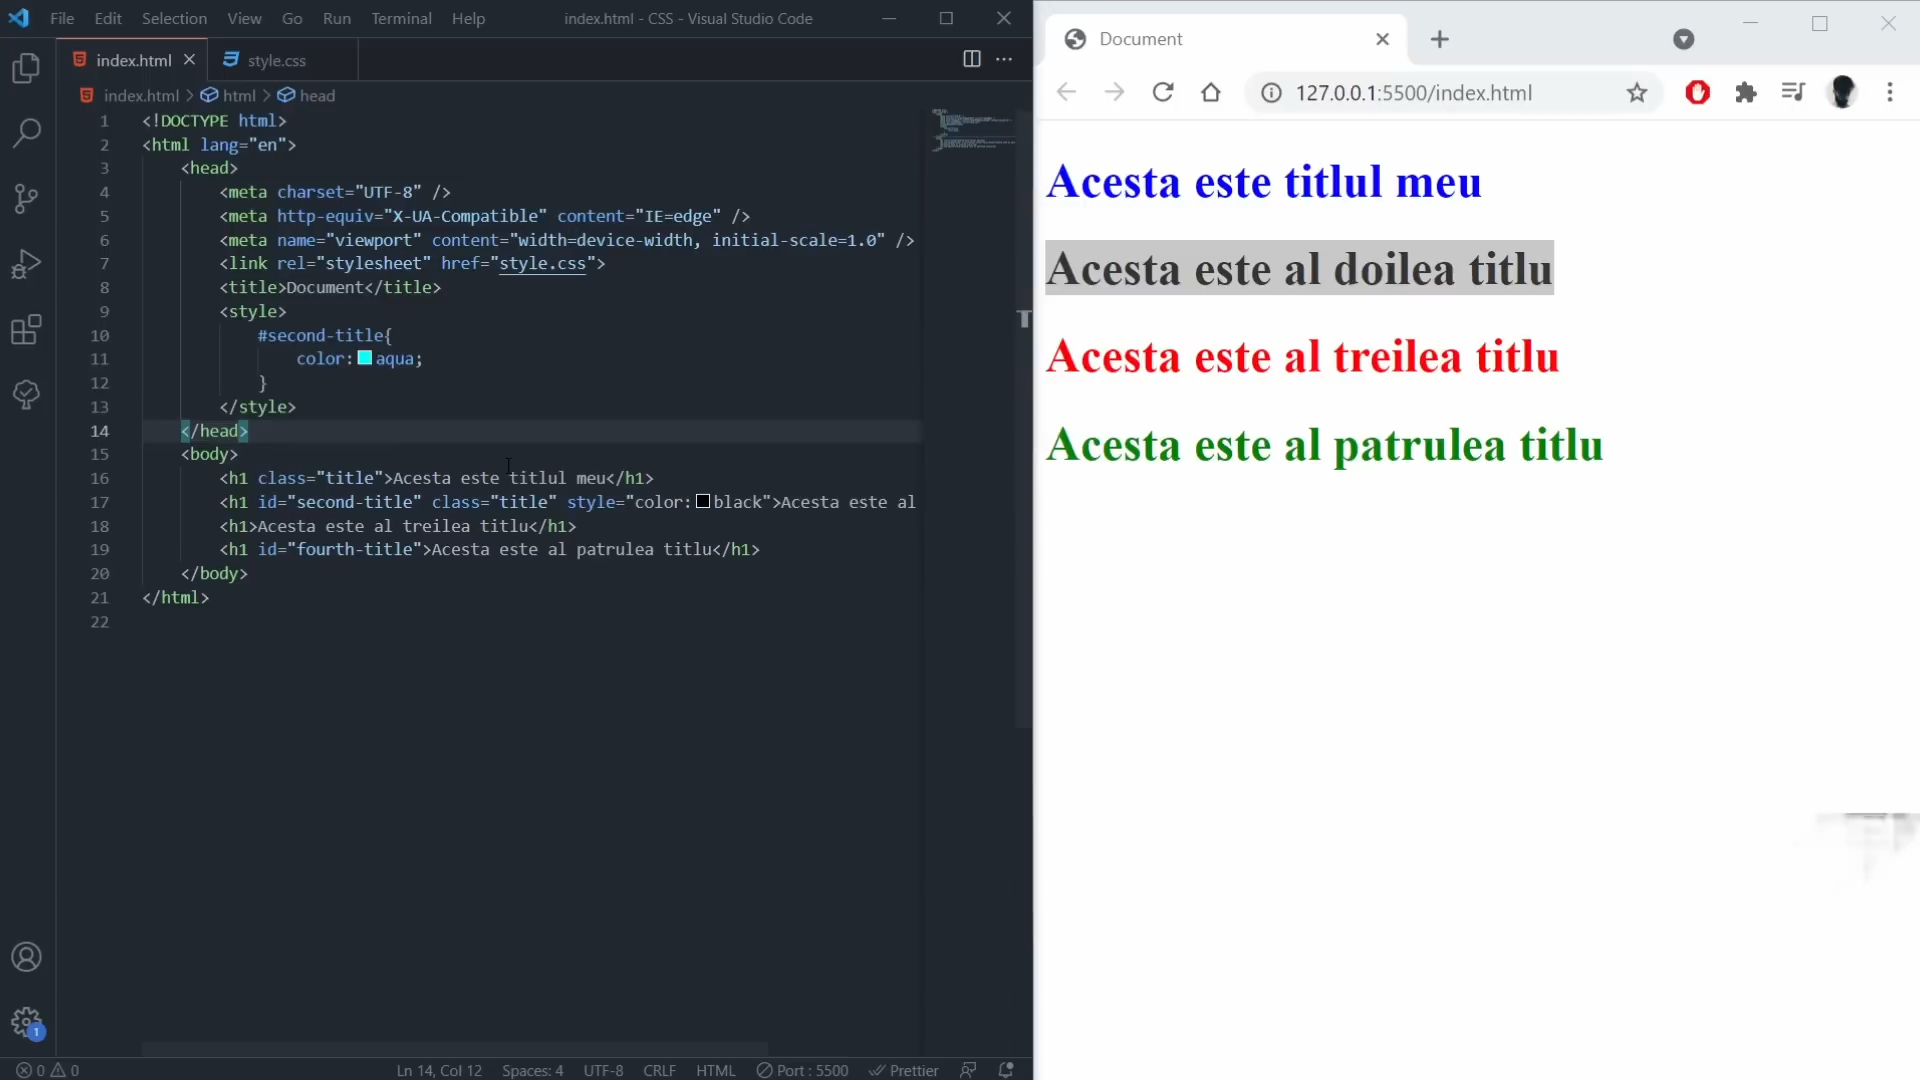 File Edit Selection View Go Run Terminal Help index.html - CSS - Visual Studio Code
index.html style.css
index.html > html > head
1 <!DOCTYPE html>
2 <html lang="en">
3 <head>
4 <meta charset="UTF-8" />
5 <meta http-equiv="X-UA-Compatible" content="IE=edge" />
6 <meta name="viewport" content="width=device-width, initial-scale=1.0" />
7 <link rel="stylesheet" href="style.css">
8 <title>Document</title>
9 <style>
10 #second-title{
11 color: aqua;
12 }
13 </style>
14 </head>
15 <body>
16 <h1 class="title">Acesta este titlul meu</h1>
17 <h1 id="second-title" class="title" style="color: black">Acesta este al
18 <h1>Acesta este al treilea titlu</h1>
19 <h1 id="fourth-title">Acesta este al patrulea titlu</h1>
20 </body>
21 </html>
22
1
0 0 Ln 14, Col 12 Spaces: 4 UTF-8 CRLF HTML Port : 5500 Prettier
Document
127.0.0.1:5500/index.html
Acesta este titlul meu
Acesta este al doilea titlu
Acesta este al treilea titlu
Acesta este al patrulea titlu